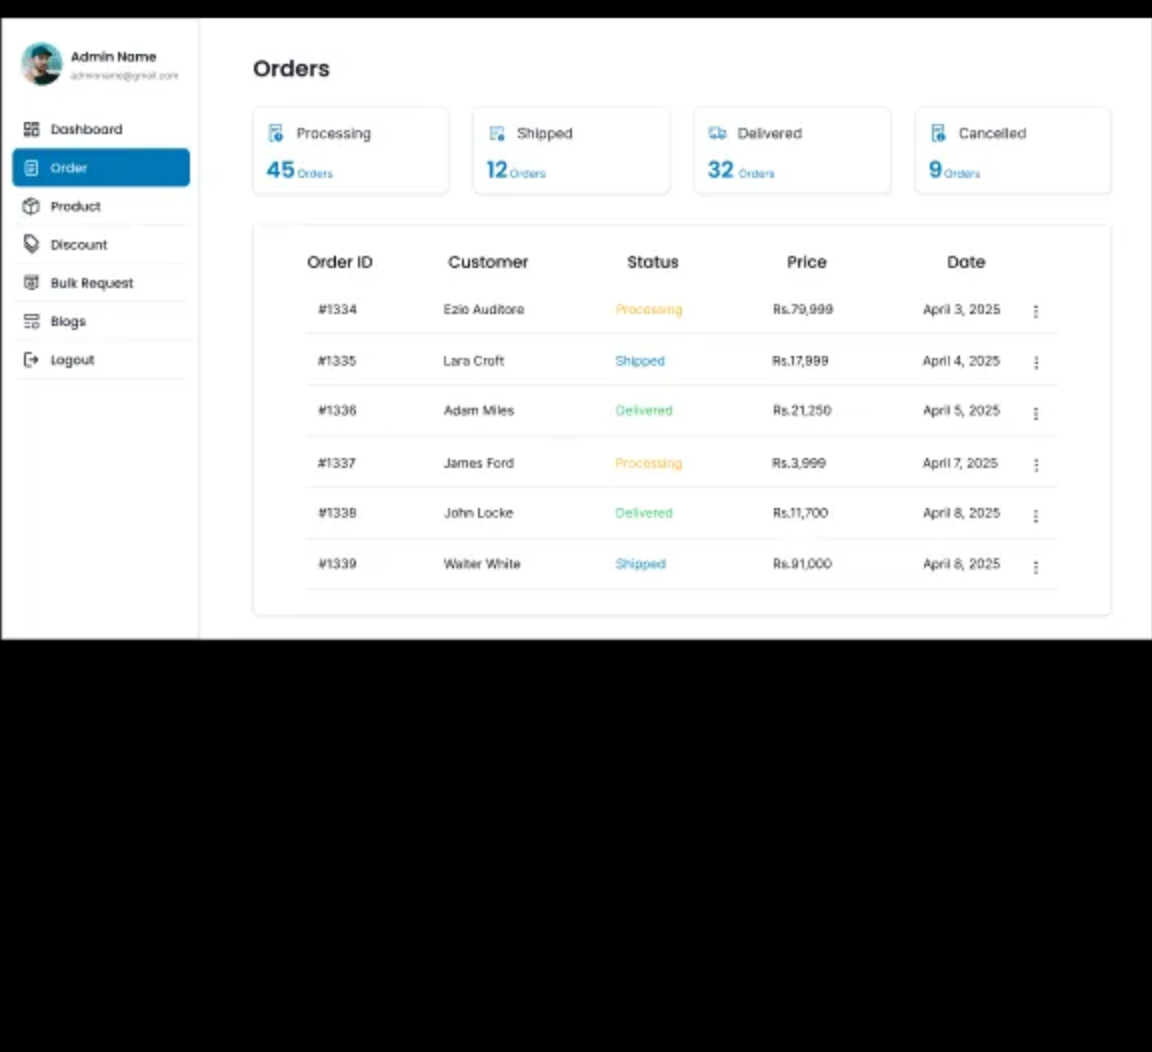 Admin Name
adminname@gmail.com
Dashboard
Order
Product
Discount
Bulk Request
Blogs
Logout
Orders
Processing
45 Orders
Shipped
12 Orders
Delivered
32 Orders
Cancelled
9 Orders
Order ID Customer Status Price Date
#1334 Ezio Auditore Processing Rs.79,999 April 3, 2025
#1335 Lara Croft Shipped Rs.17,999 April 4, 2025
#1336 Adam Miles Delivered Rs.21,250 April 5, 2025
#1337 James Ford Processing Rs.3,999 April 7, 2025
#1338 John Locke Delivered Rs.11,700 April 8, 2025
#1339 Walter White Shipped Rs.91,000 April 8, 2025